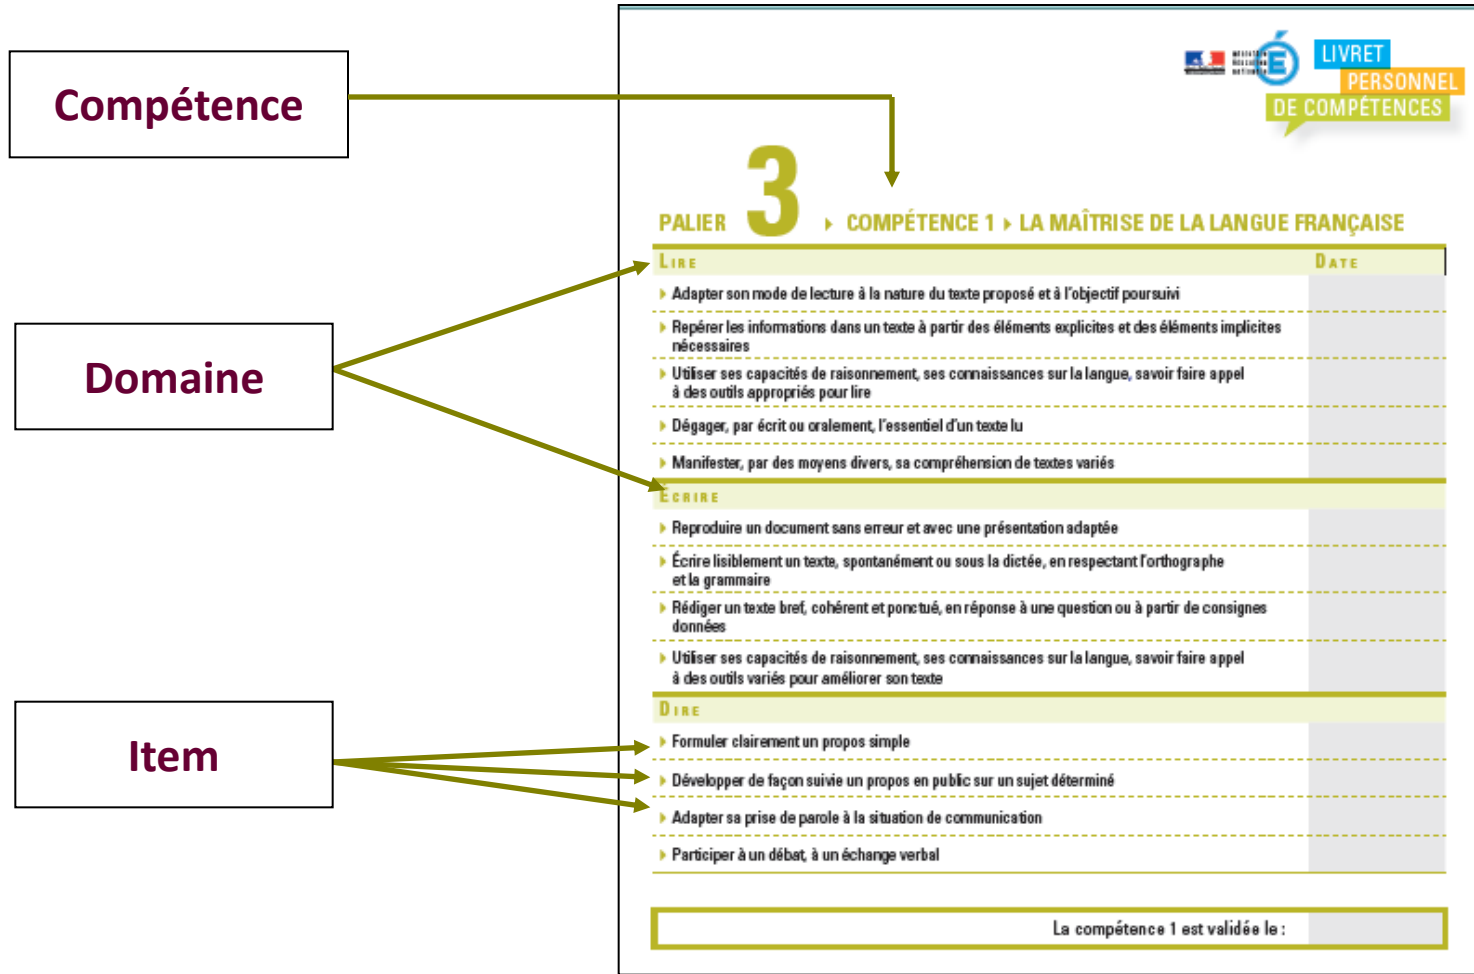 Compétence
Domaine
Item
LIVRET
PERSONNEL
DE COMPÉTENCES
PALIER 3 COMPÉTENCE 1 LA MAÎTRISE DE LA LANGUE FRANÇAISE
LIRE DATE
Adapter son mode de lecture à la nature du texte proposé et à l'objectif poursuivi
Repérer les informations dans un texte à partir des éléments explicites et des éléments implicites
nécessaires
Utiliser ses capacités de raisonnement, ses connaissances sur la langue, savoir faire appel
à des outils appropriés pour lire
Dégager, par écrit ou oralement, l'essentiel d'un texte lu
Manifester, par des moyens divers, sa compréhension de textes variés
ÉCRIRE
Reproduire un document sans erreur et avec une présentation adaptée
Écrire lisiblement un texte, spontanément ou sous la dictée, en respectant l'orthographe
et la grammaire
Rédiger un texte bref, cohérent et ponctué, en réponse à une question ou à partir de consignes
données
Utiliser ses capacités de raisonnement, ses connaissances sur la langue, savoir faire appel
à des outils variés pour améliorer son texte
DIRE
Formuler clairement un propos simple
Développer de façon suivie un propos en public sur un sujet déterminé
Adapter sa prise de parole à la situation de communication
Participer à un débat, à un échange verbal
La compétence 1 est validée le :